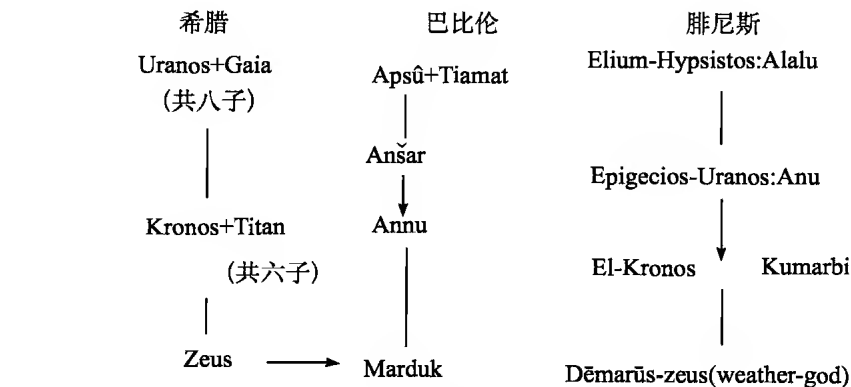 希腊 巴比伦 腓尼斯
Uranos+Gaia Apsû+Tiamat Elium-Hypsistos:Alalu
(共八子)
Anšar
Epigecios-Uranos:Anu
Kronos+Titan Annu
(共六子) El-Kronos Kumarbi
Zeus Marduk Dēmarūs-zeus(weather-god)